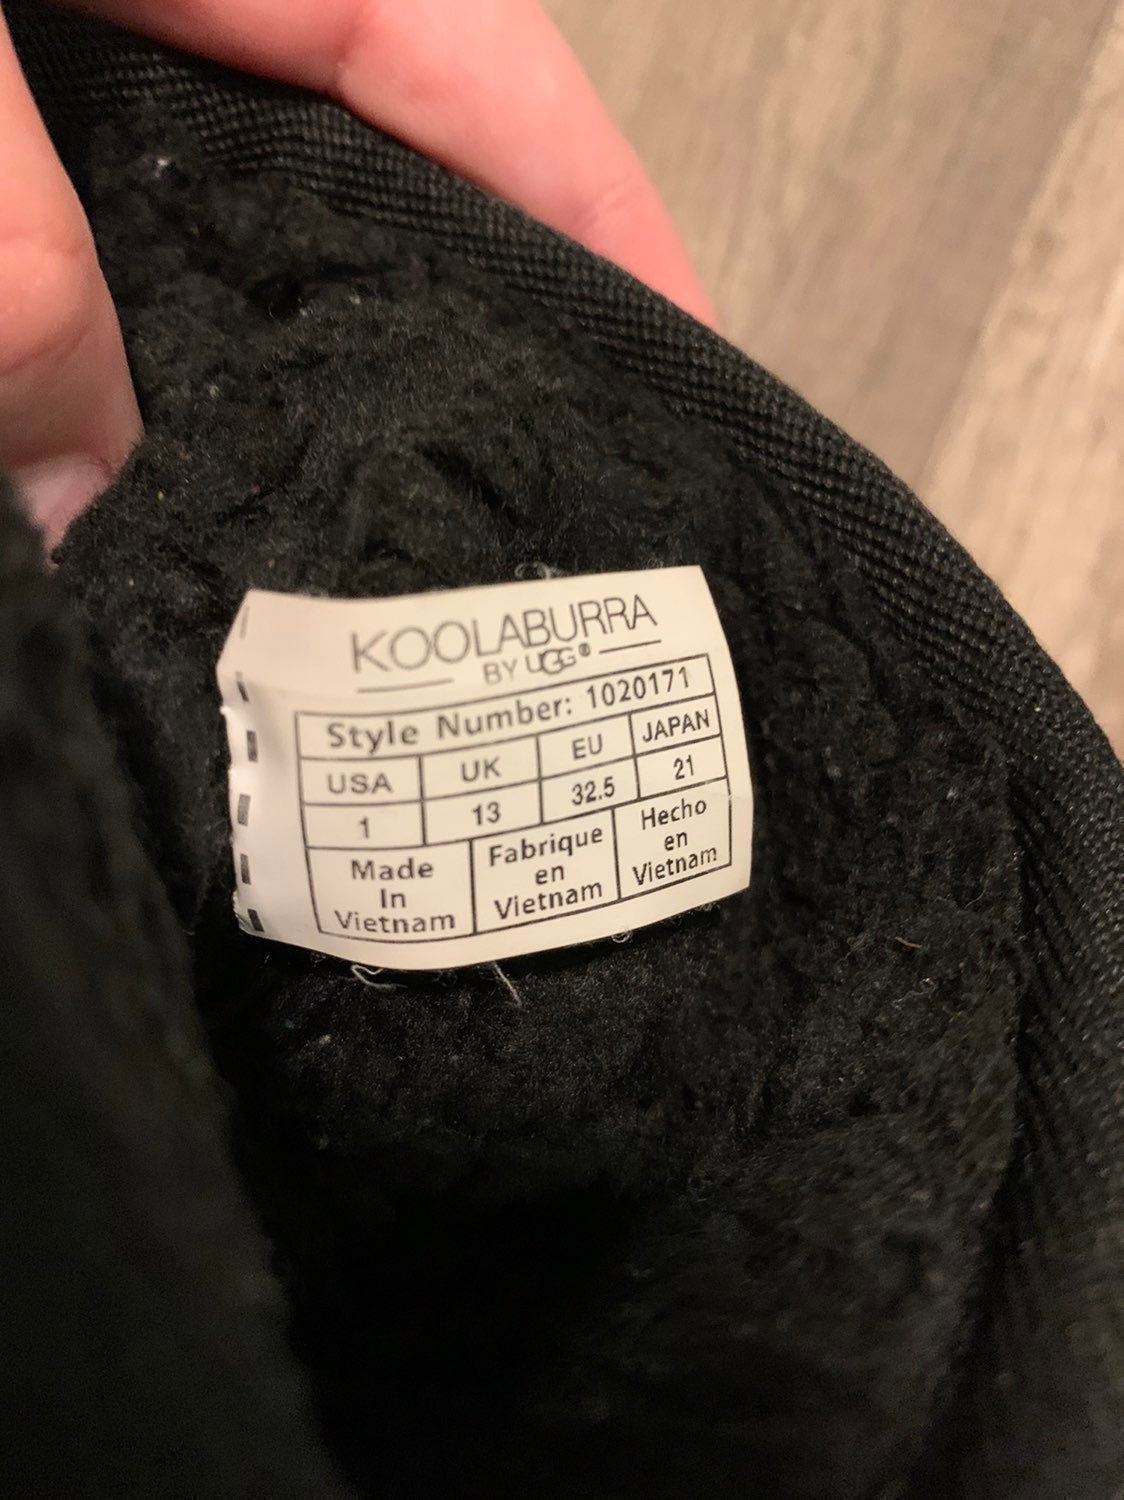 KOOLABURRA
BY UGG®
Style Number: 1020171
USA UK EU JAPAN
1 13 32.5 21
Made
In
Vietnam
Fabrique
en
Vietnam
Hecho
en
Vietnam